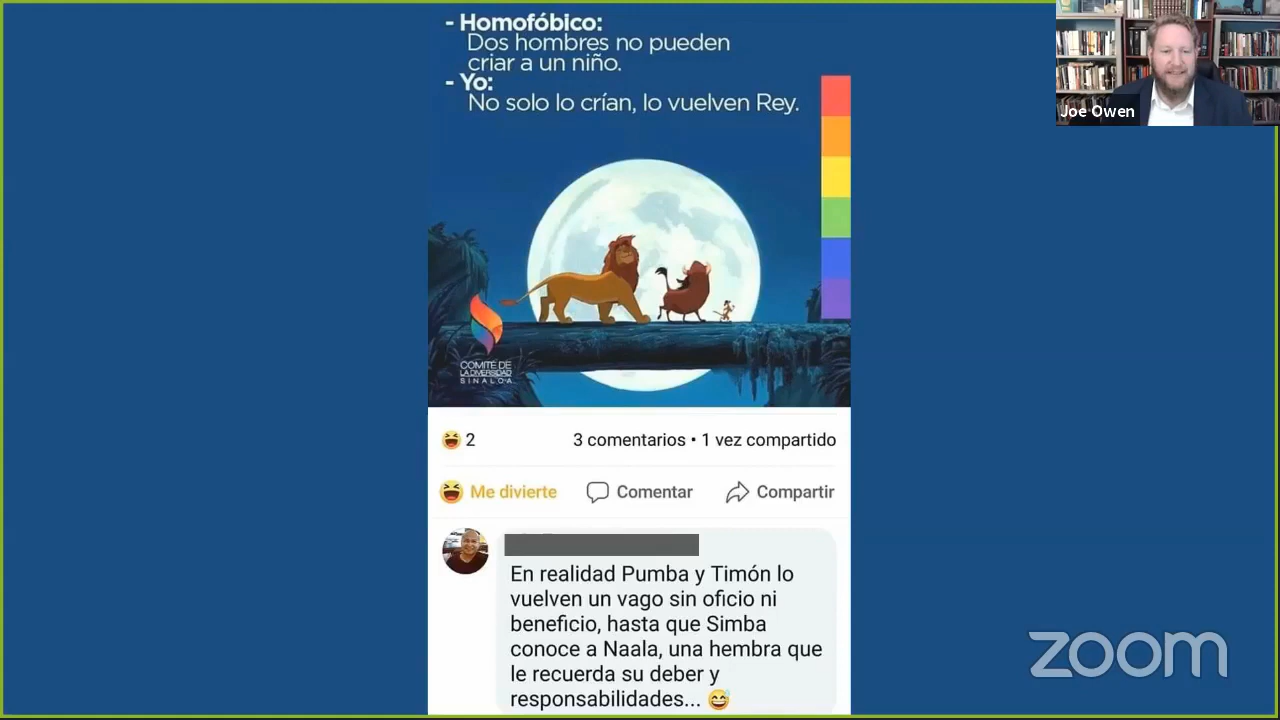 - Homofóbico:
Dos hombres no pueden
criar a un niño.
- Yo:
No solo lo crían, lo vuelven Rey.
Joe Owen
COMITÉ DE
LA DIVERSIDAD
SINALOA
2
3 comentarios • 1 vez compartido
Me divierte
Comentar
Compartir
En realidad Pumba y Timón lo
vuelven un vago sin oficio ni
beneficio, hasta que Simba
conoce a Naala, una hembra que
le recuerda su deber y
responsabilidades... 😅
zoom